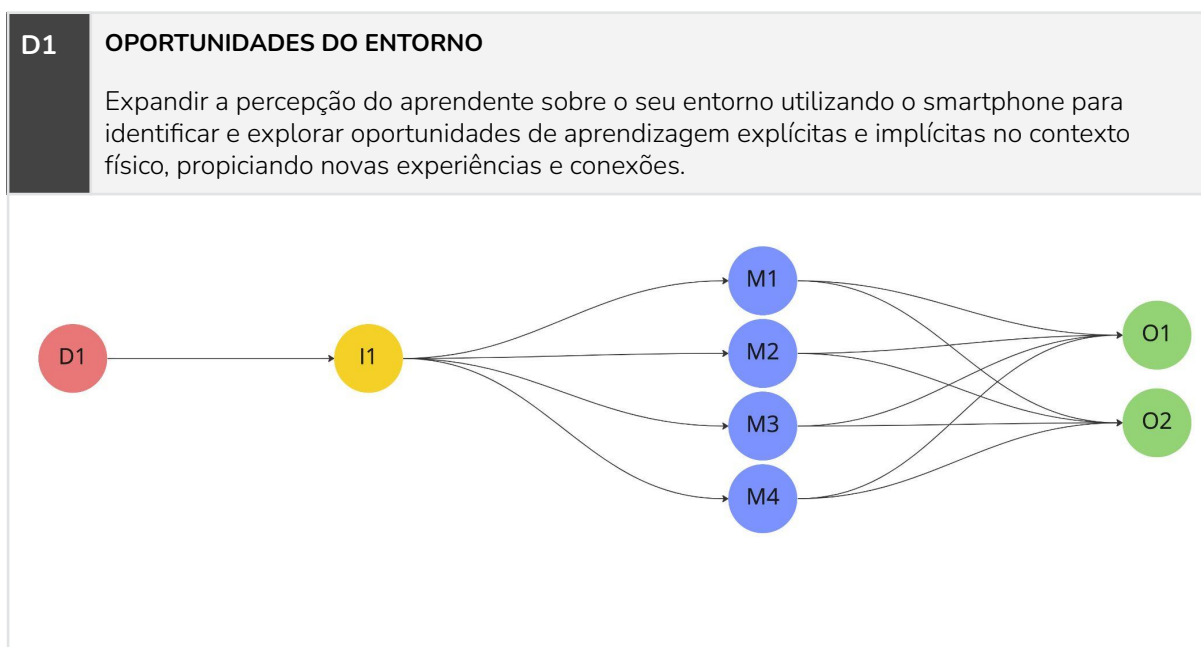 D1 OPORTUNIDADES DO ENTORNO
Expandir a percepção do aprendente sobre o seu entorno utilizando o smartphone para
identificar e explorar oportunidades de aprendizagem explícitas e implícitas no contexto
físico, propiciando novas experiências e conexões.
D1
I1
M1
M2
M3
M4
O1
O2